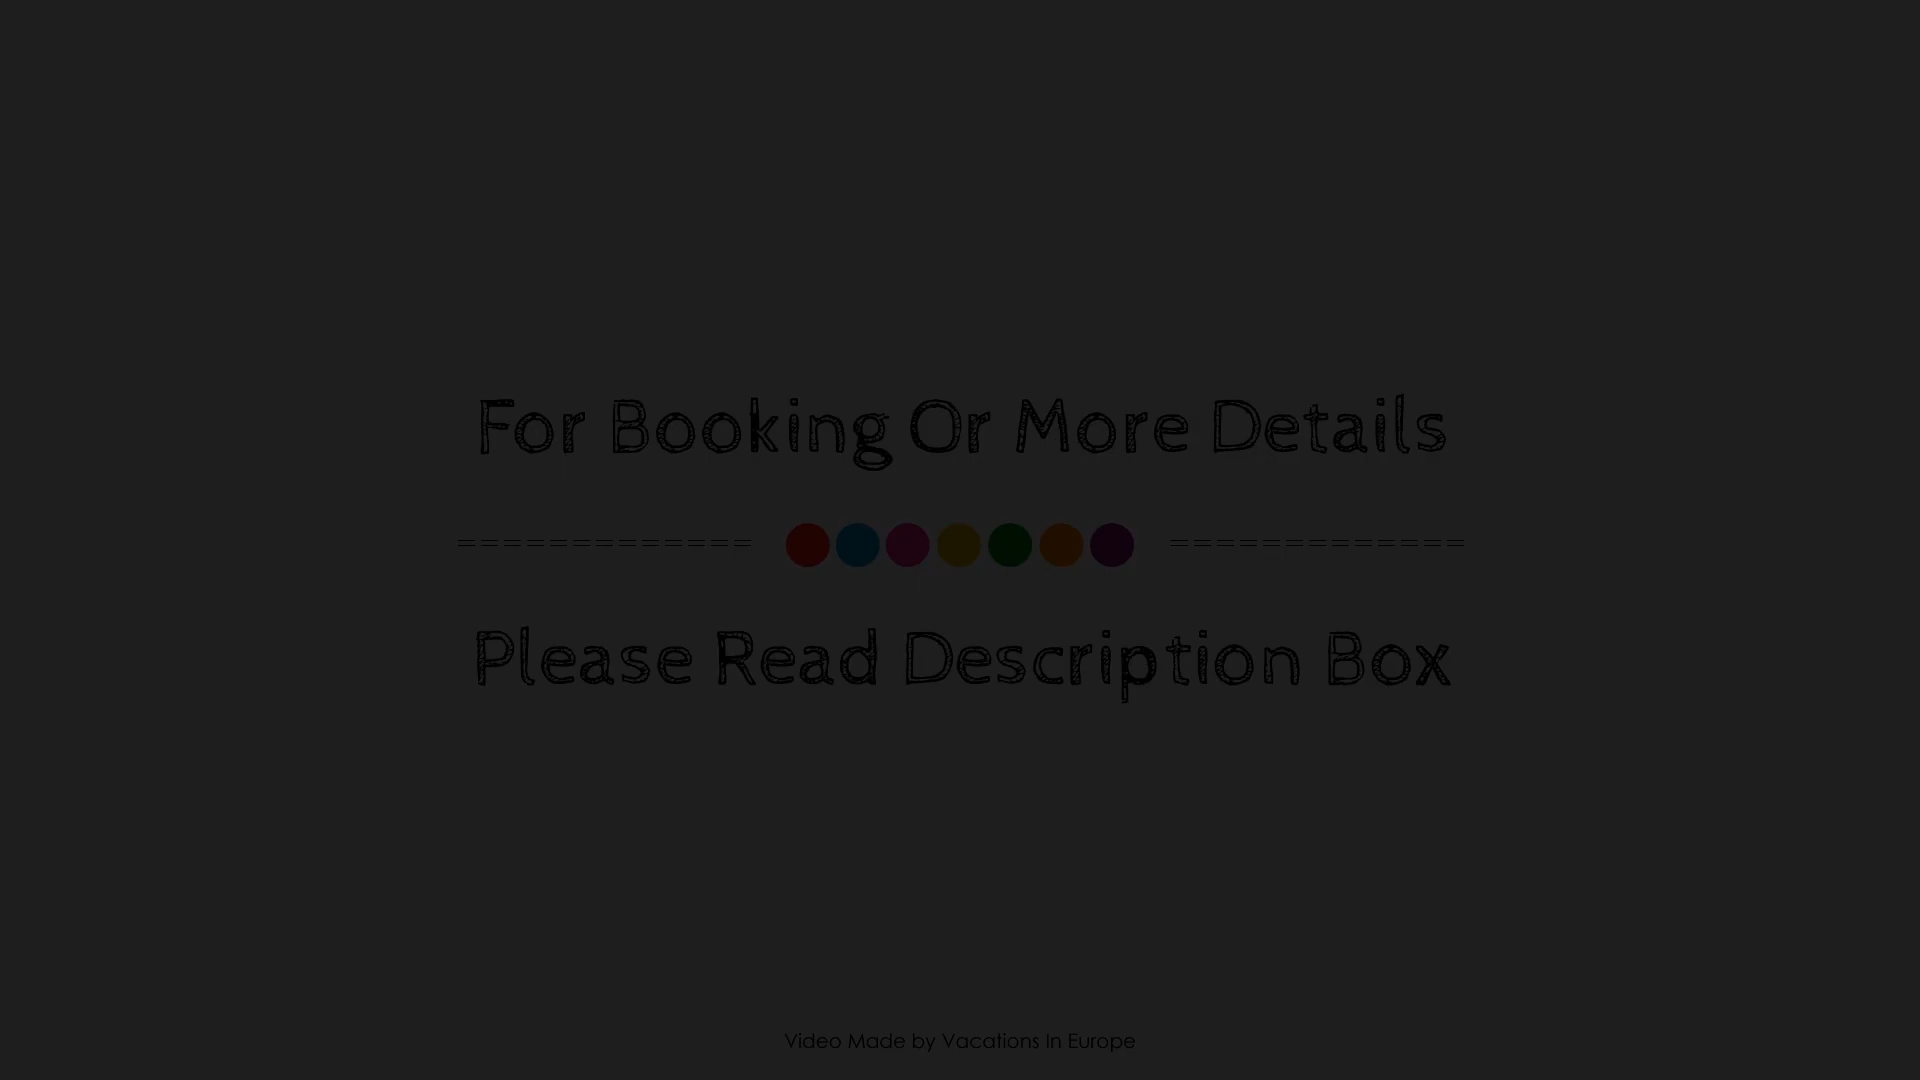 For Booking Or More Details
============= =============
Please Read Description Box
Video Made by Vacations In Europe